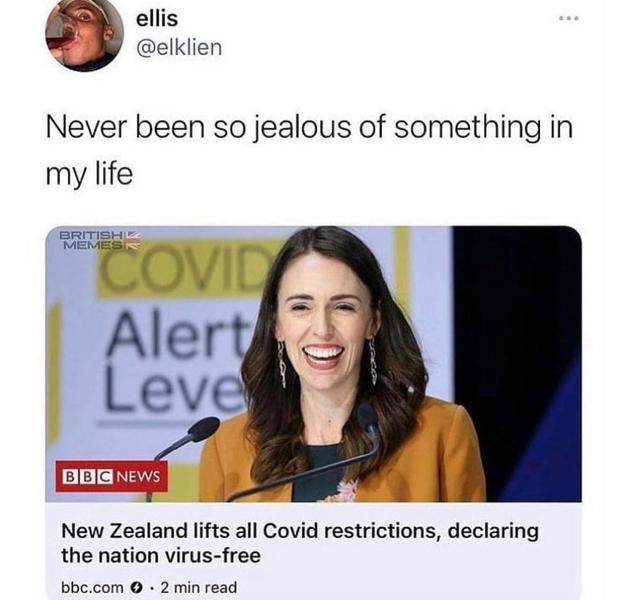 ellis
@elklien
Never been so jealous of something in
my life
BRITISH
MEMES
COVID
Alert
Leve
BBC NEWS
New Zealand lifts all Covid restrictions, declaring
the nation virus-free
bbc.com · 2 min read